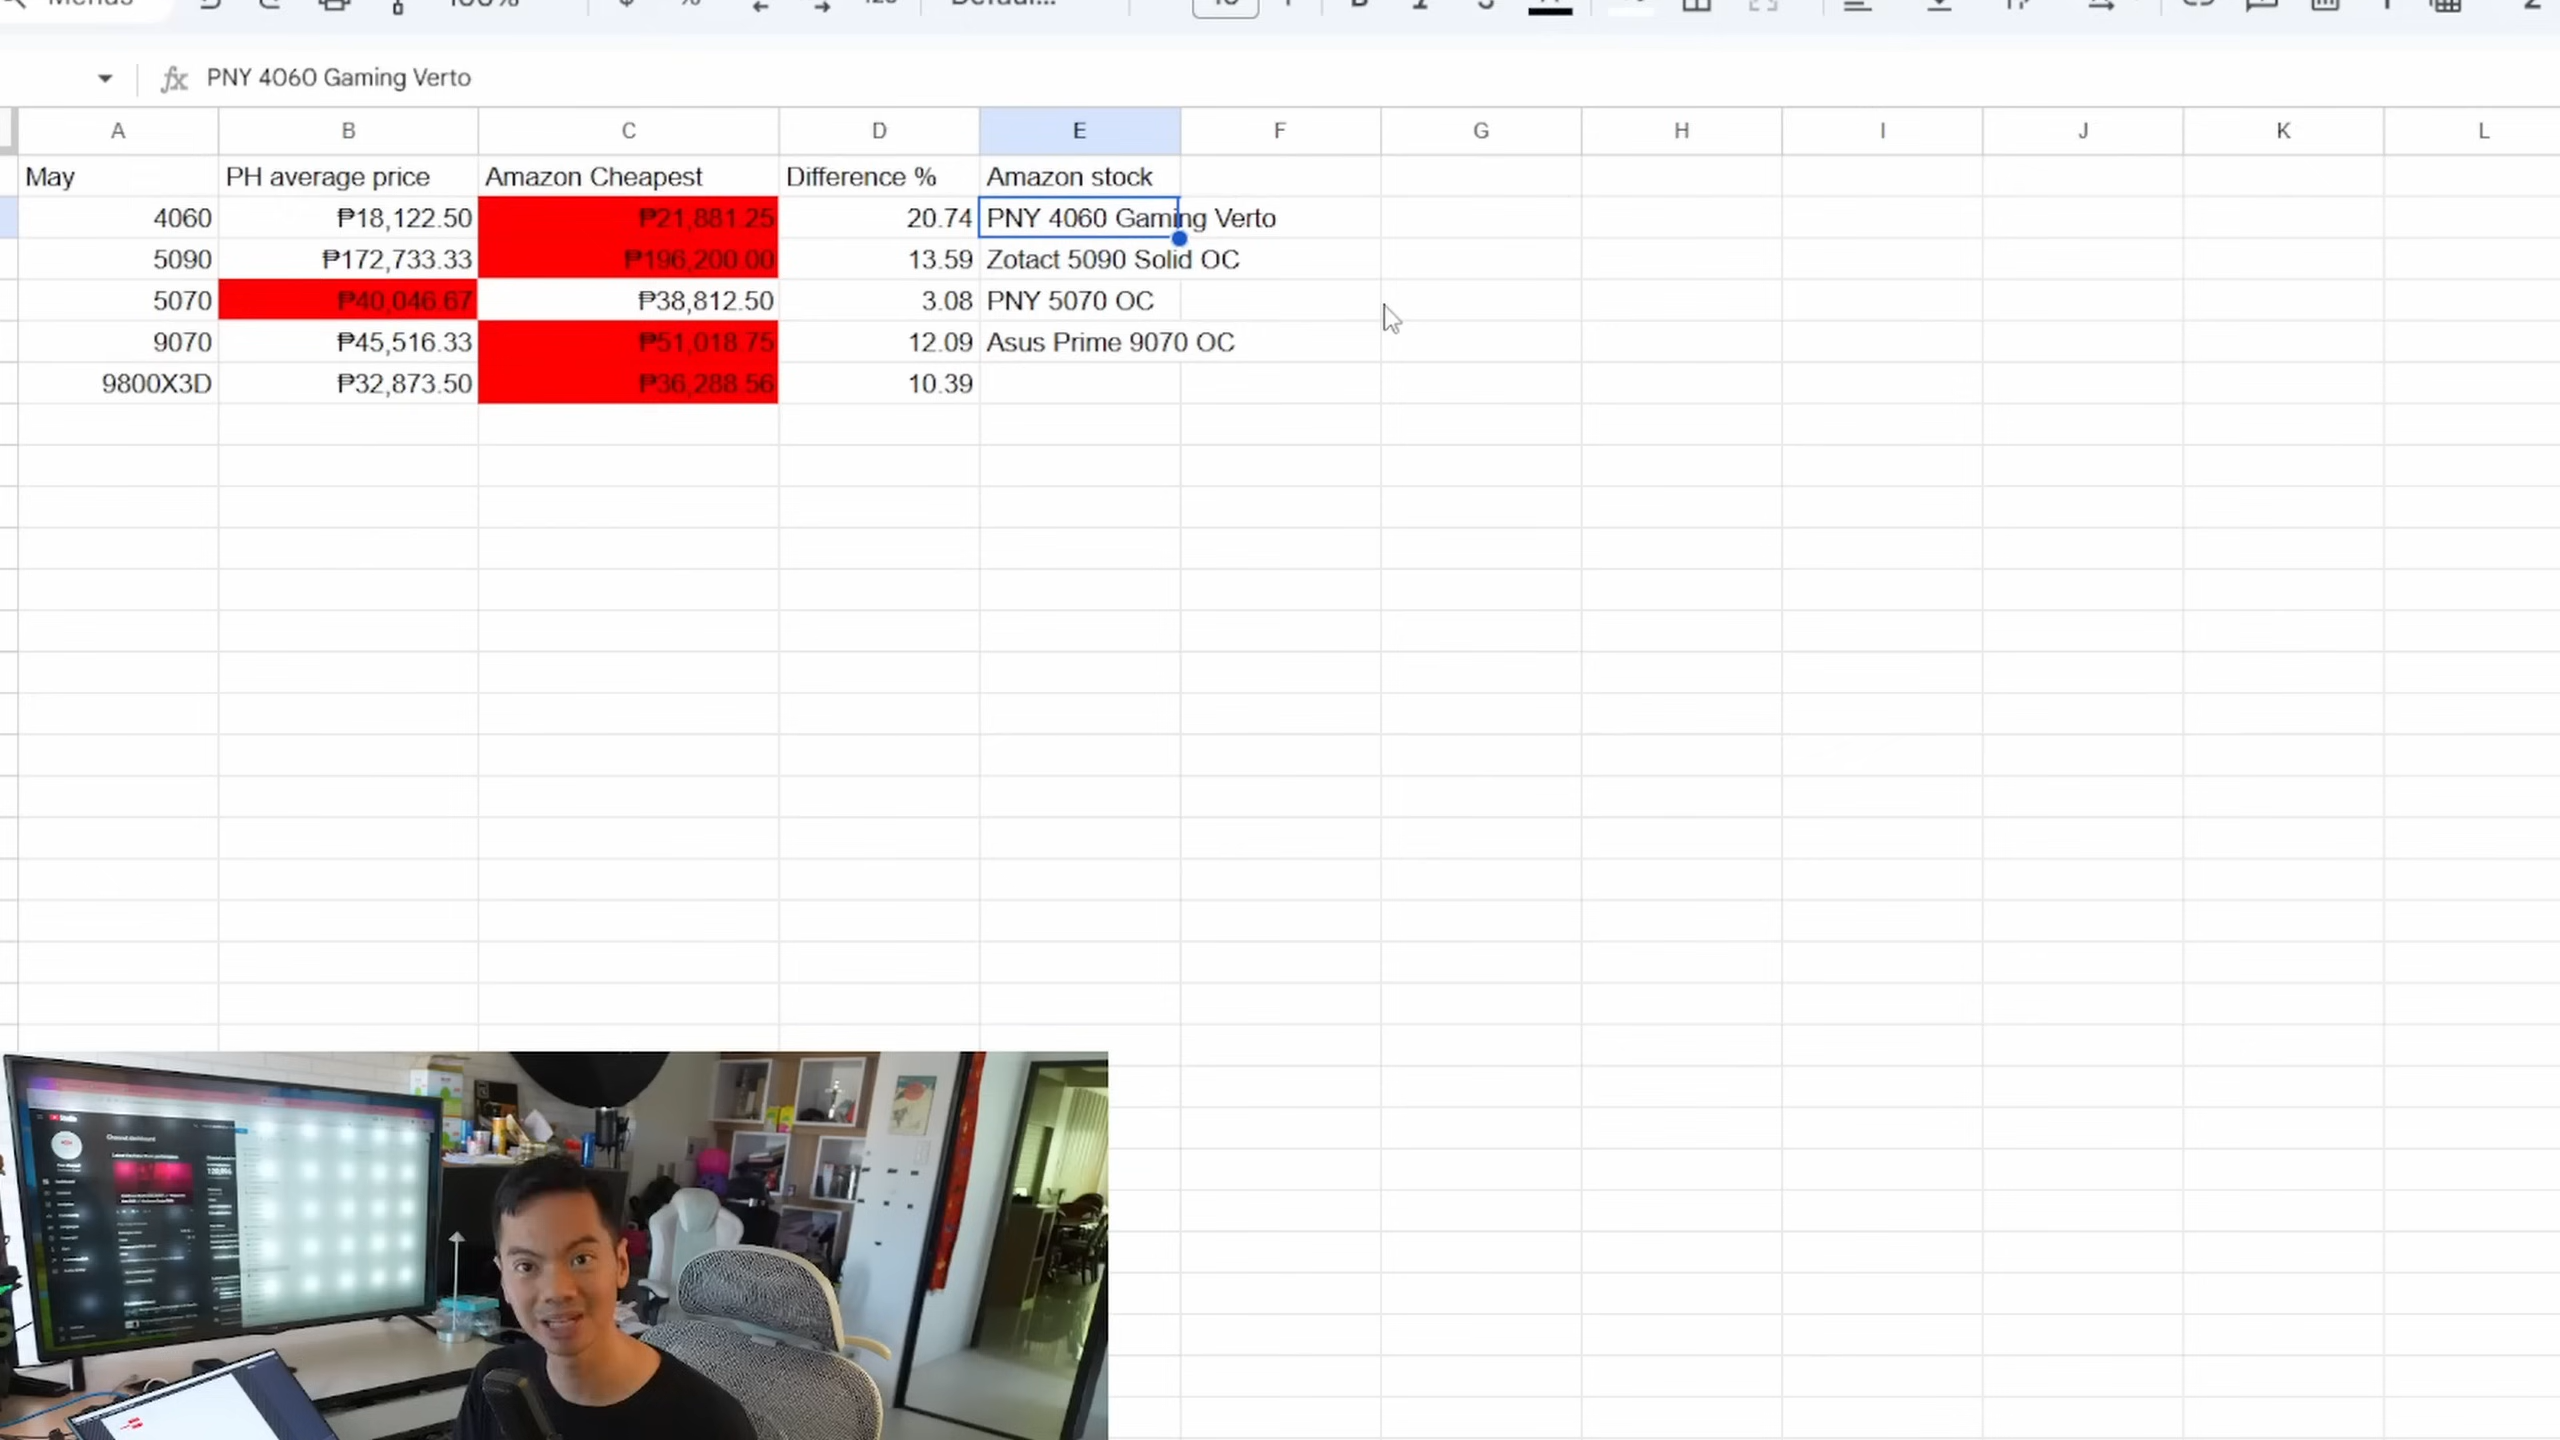 PNY 4060 Gaming Verto
A B C D E F G H I J K L
May PH average price Amazon Cheapest Difference % Amazon stock
4060 ₱18,122.50 ₱21,881.25 20.74 PNY 4060 Gaming Verto
5090 ₱172,733.33 ₱196,200.00 13.59 Zotact 5090 Solid OC
5070 ₱40,046.67 ₱38,812.50 3.08 PNY 5070 OC
9070 ₱45,516.33 ₱51,018.75 12.09 Asus Prime 9070 OC
9800X3D ₱32,873.50 ₱36,288.56 10.39
Studio
Channel dashboard